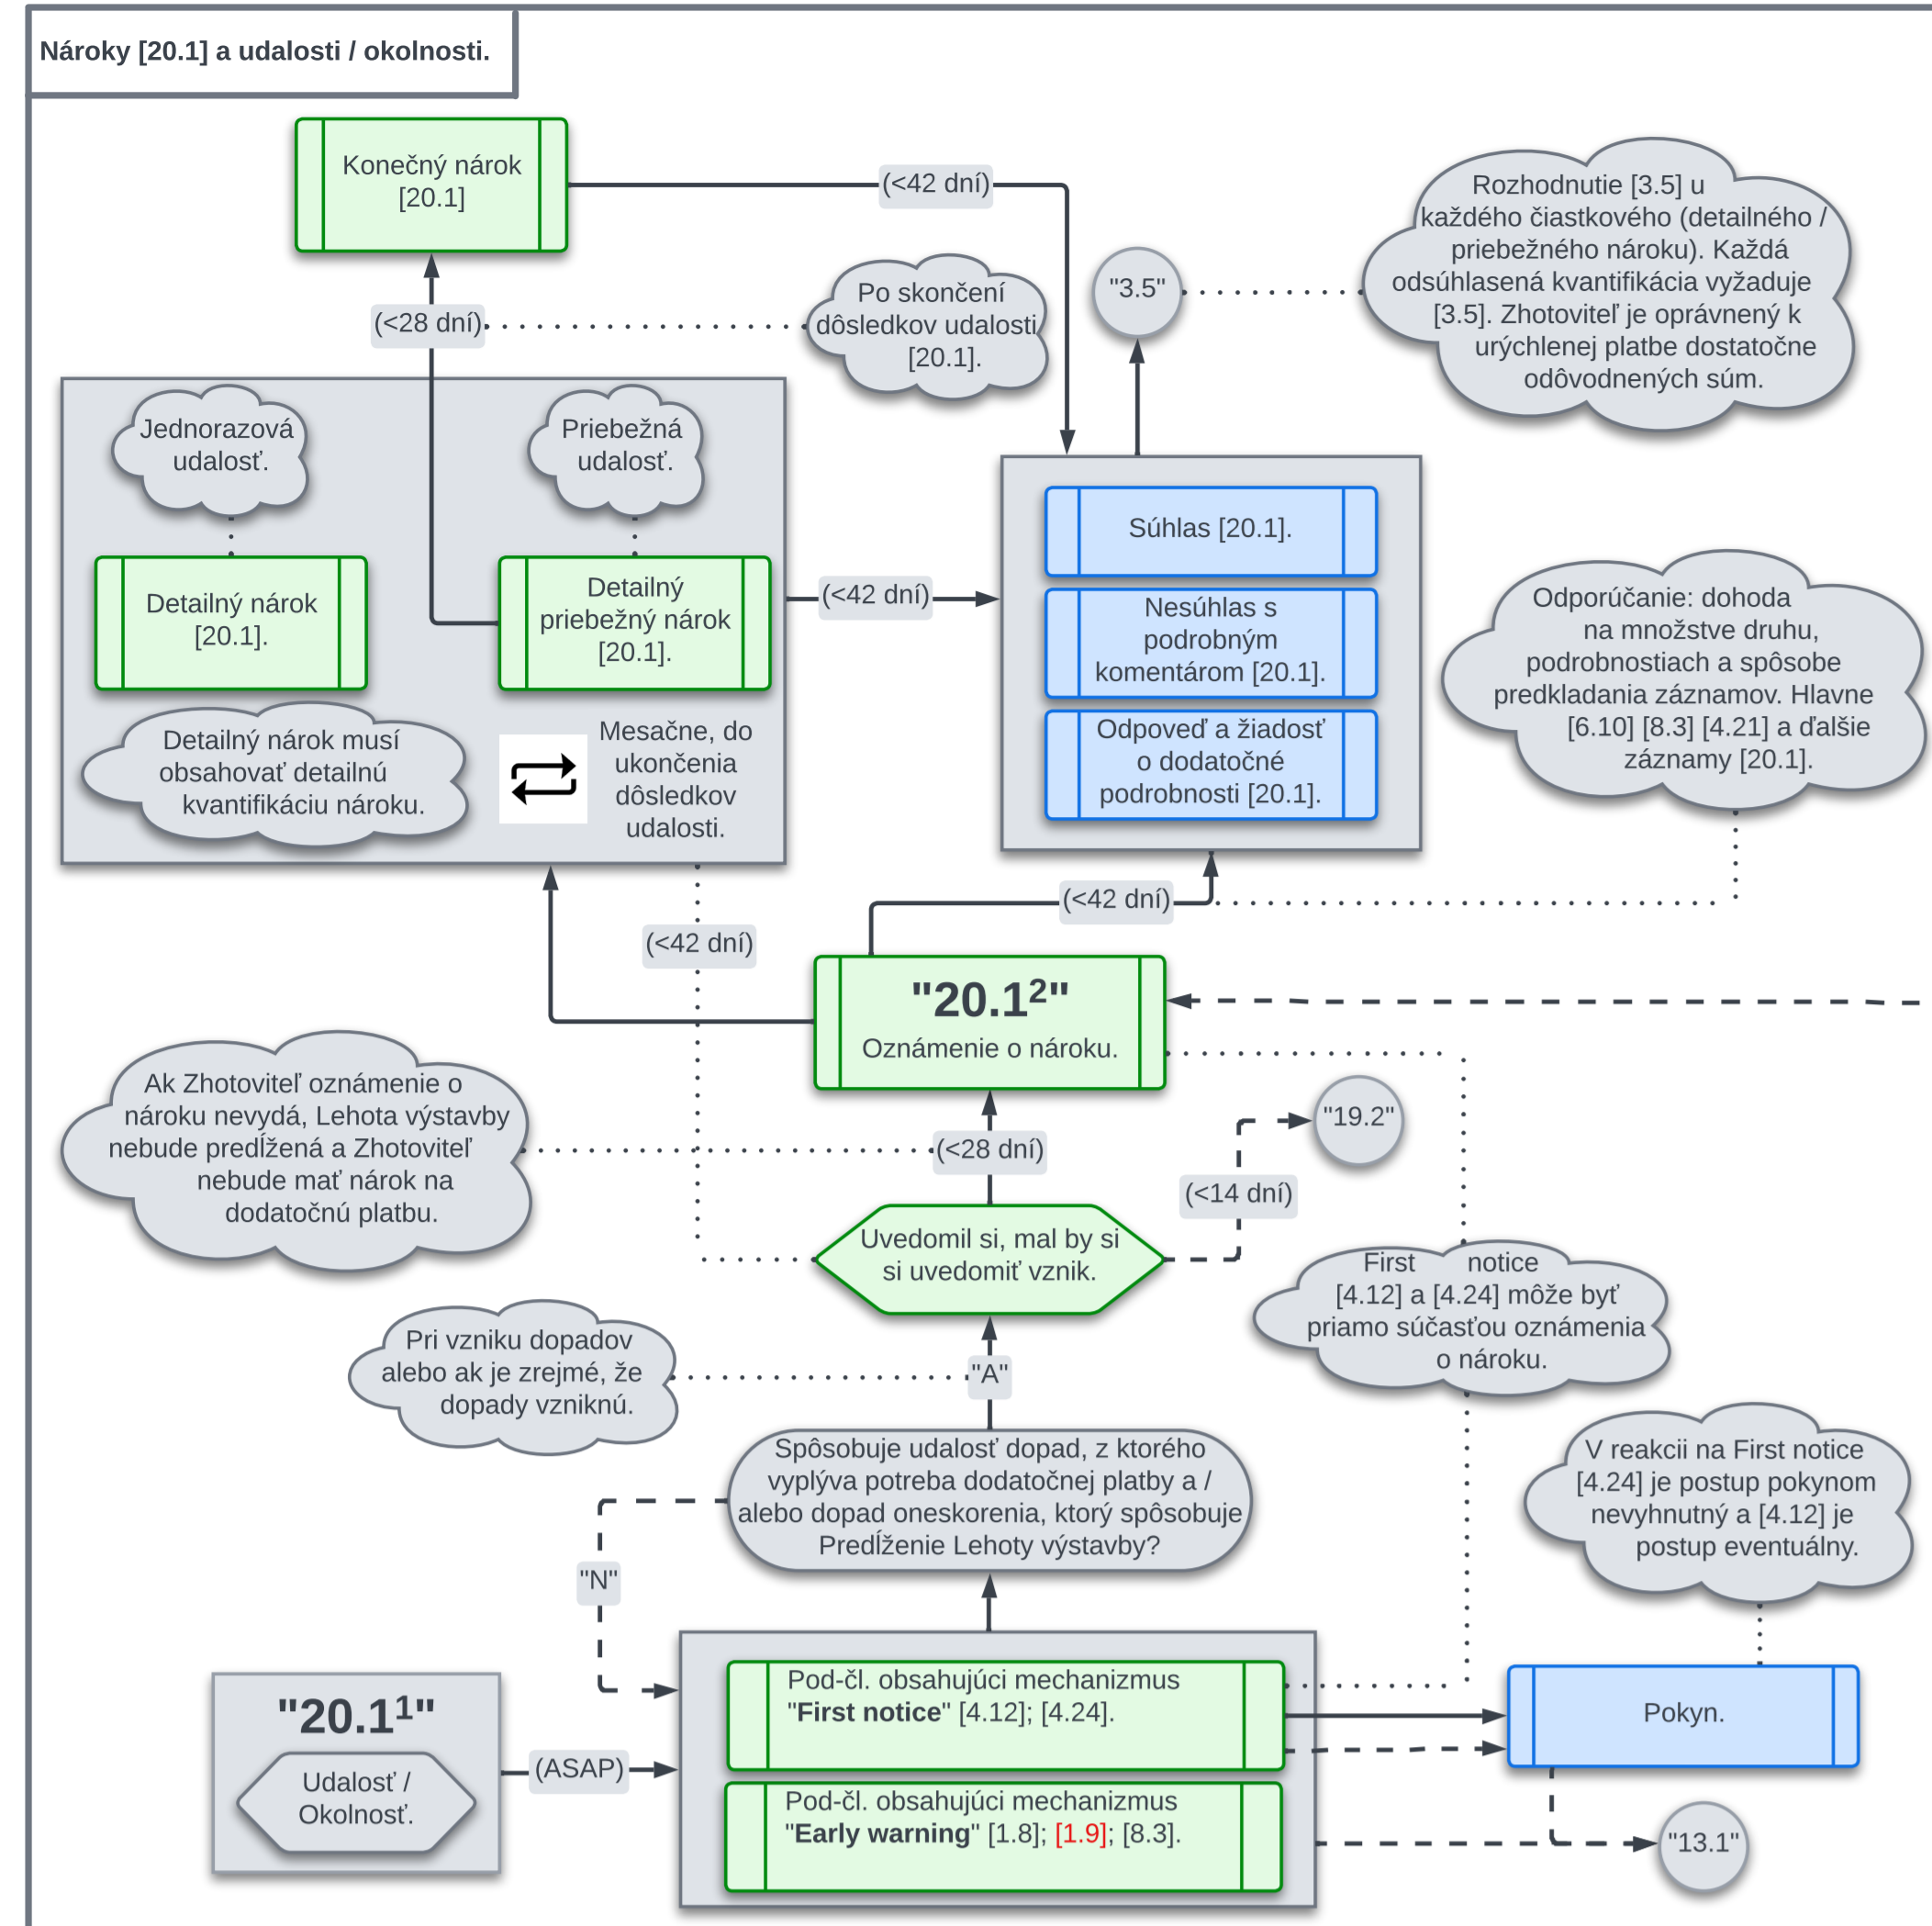 Nároky [20.1] a udalosti / okolnosti.
Konečný nárok
[20.1]
(<42 dní)
Rozhodnutie [3.5] u
každého čiastkového (detailného /
priebežného nároku). Každá
odsúhlasená kvantifikácia vyžaduje
[3.5]. Zhotoviteľ je oprávnený k
urýchlenej platbe dostatočne
odôvodnených súm.
"3.5"
(<28 dní)
Po skončení
dôsledkov udalosti
[20.1].
Jednorazová
udalosť.
Priebežná
udalosť.
Detailný nárok
[20.1].
Detailný
priebežný nárok
[20.1].
(<42 dní)
Súhlas [20.1].
Nesúhlas s
podrobným
komentárom [20.1].
Odpoveď a žiadosť
o dodatočné
podrobnosti [20.1].
Odporúčanie: dohoda
na množstve druhu,
podrobnostiach a spôsobe
predkladania záznamov. Hlavne
[6.10] [8.3] [4.21] a ďalšie
záznamy [20.1].
Detailný nárok musí
obsahovať detailnú
kvantifikáciu nároku.
Mesačne, do
ukončenia
dôsledkov
udalosti.
(<42 dní)
(<42 dní)
"20.1²"
Oznámenie o nároku.
Ak Zhotoviteľ oznámenie o
nároku nevydá, Lehota výstavby
nebude predĺžená a Zhotoviteľ
nebude mať nárok na
dodatočnú platbu.
(<28 dní)
"19.2"
(<14 dní)
Uvedomil si, mal by si
si uvedomiť vznik.
First notice
[4.12] a [4.24] môže byť
priamo súčasťou oznámenia
o nároku.
Pri vzniku dopadov
alebo ak je zrejmé, že
dopady vzniknú.
"A"
Spôsobuje udalosť dopad, z ktorého
vyplýva potreba dodatočnej platby a /
alebo dopad oneskorenia, ktorý spôsobuje
Predĺženie Lehoty výstavby?
V reakcii na First notice
[4.24] je postup pokynom
nevyhnutný a [4.12] je
postup eventuálny.
"N"
Pod-čl. obsahujúci mechanizmus
"First notice" [4.12]; [4.24].
Pokyn.
"20.1¹"
Udalosť /
Okolnosť.
(ASAP)
Pod-čl. obsahujúci mechanizmus
"Early warning" [1.8]; [1.9]; [8.3].
"13.1"